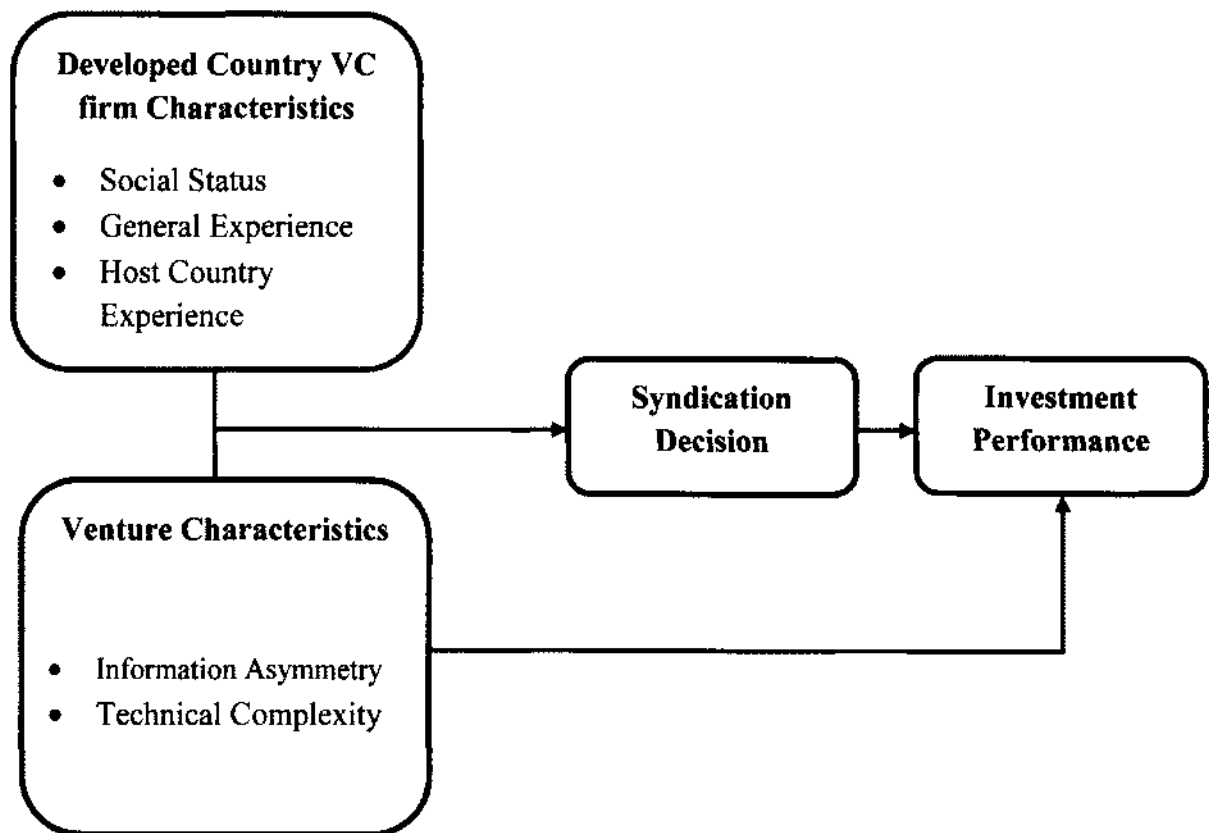 Developed Country VC
firm Characteristics
• Social Status
• General Experience
• Host Country
Experience
Syndication
Decision
Investment
Performance
Venture Characteristics
• Information Asymmetry
• Technical Complexity